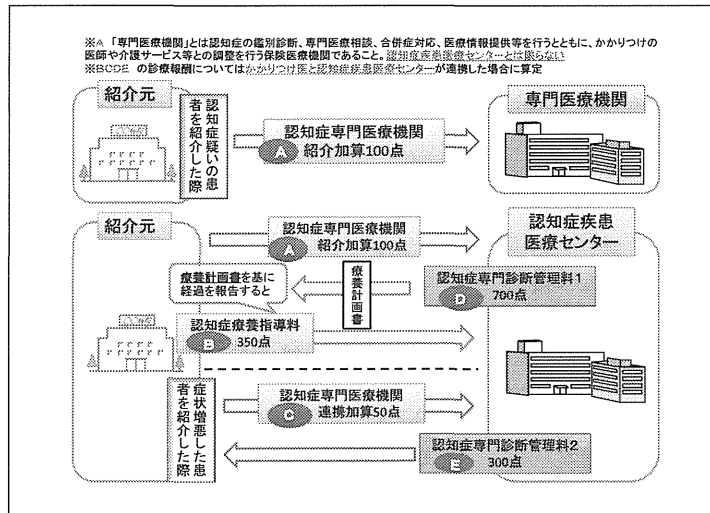 ※A 「専門医療機関」とは認知症の鑑別診断、専門医療相談、合併症対応、医療情報提供等を行うとともに、かかりつけの
医師や介護サービス等との調整を行う保険医療機関であること。認知症疾患医療センターとは限らない
※BCDE の診療報酬についてはかかりつけ医と認知症疾患医療センターが連携した場合に算定
紹介元
認知症疑いの患
者を紹介した際
認知症専門医療機関
A 紹介加算100点
専門医療機関
紹介元
認知症専門医療機関
A 紹介加算100点
認知症疾患
医療センター
療養計画書を基に
経過を報告すると
療養計画書
認知症専門診断管理料1
D 700点
認知症療養指導料
B 350点
症状増悪した患
者を紹介した際
認知症専門医療機関
C 連携加算50点
認知症専門診断管理料2
E 300点